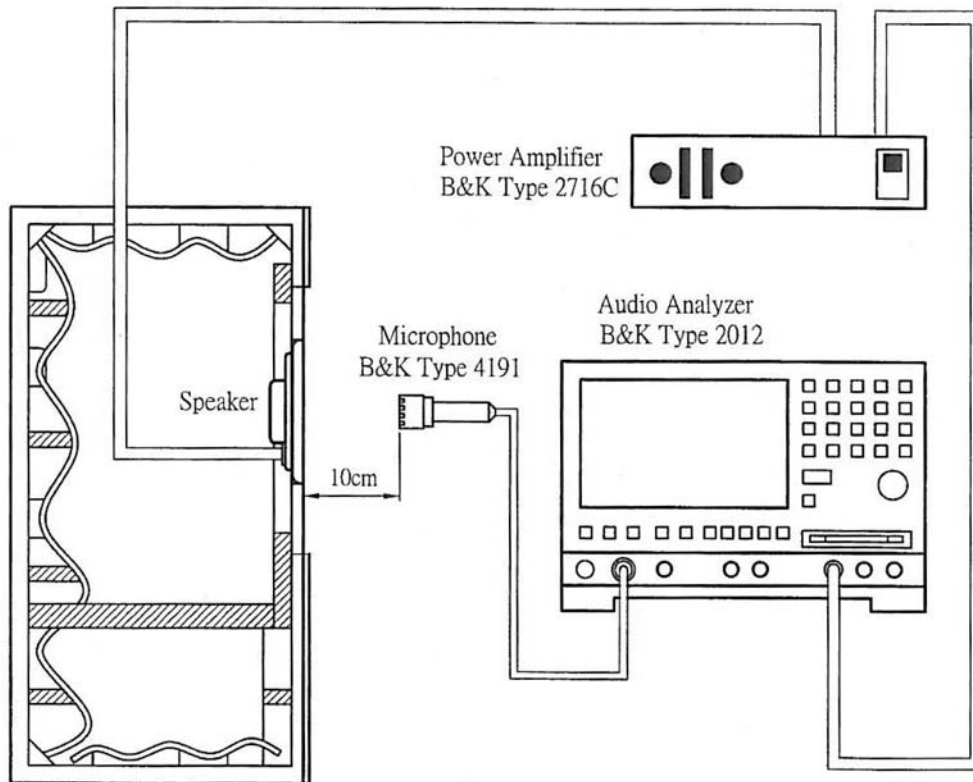 Power Amplifier
B&K Type 2716C
Audio Analyzer
B&K Type 2012
Microphone
B&K Type 4191
Speaker
10cm